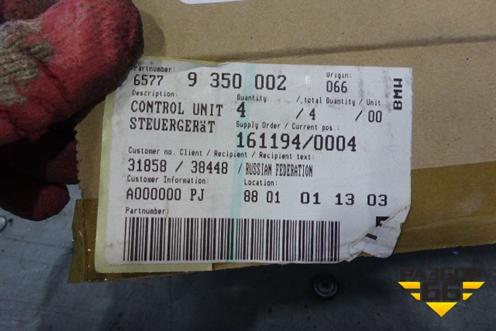 Partnumber: Origin:
6577 9 350 002 066
Description: Quantity /.total Quantity / Unit
CONTROL UNIT 4 / 4 / 00
STEUERGERÄT Supply Order / Current pos.:
161194/0004
Customer no. Client / Recipient / Recipient text:
31858 / 38448 / RUSSIAN FEDERATION
Customer Information: Location:
A000000 PJ 88 01 01 13 03
Partnumber:
BMW
РАЗБОР
66